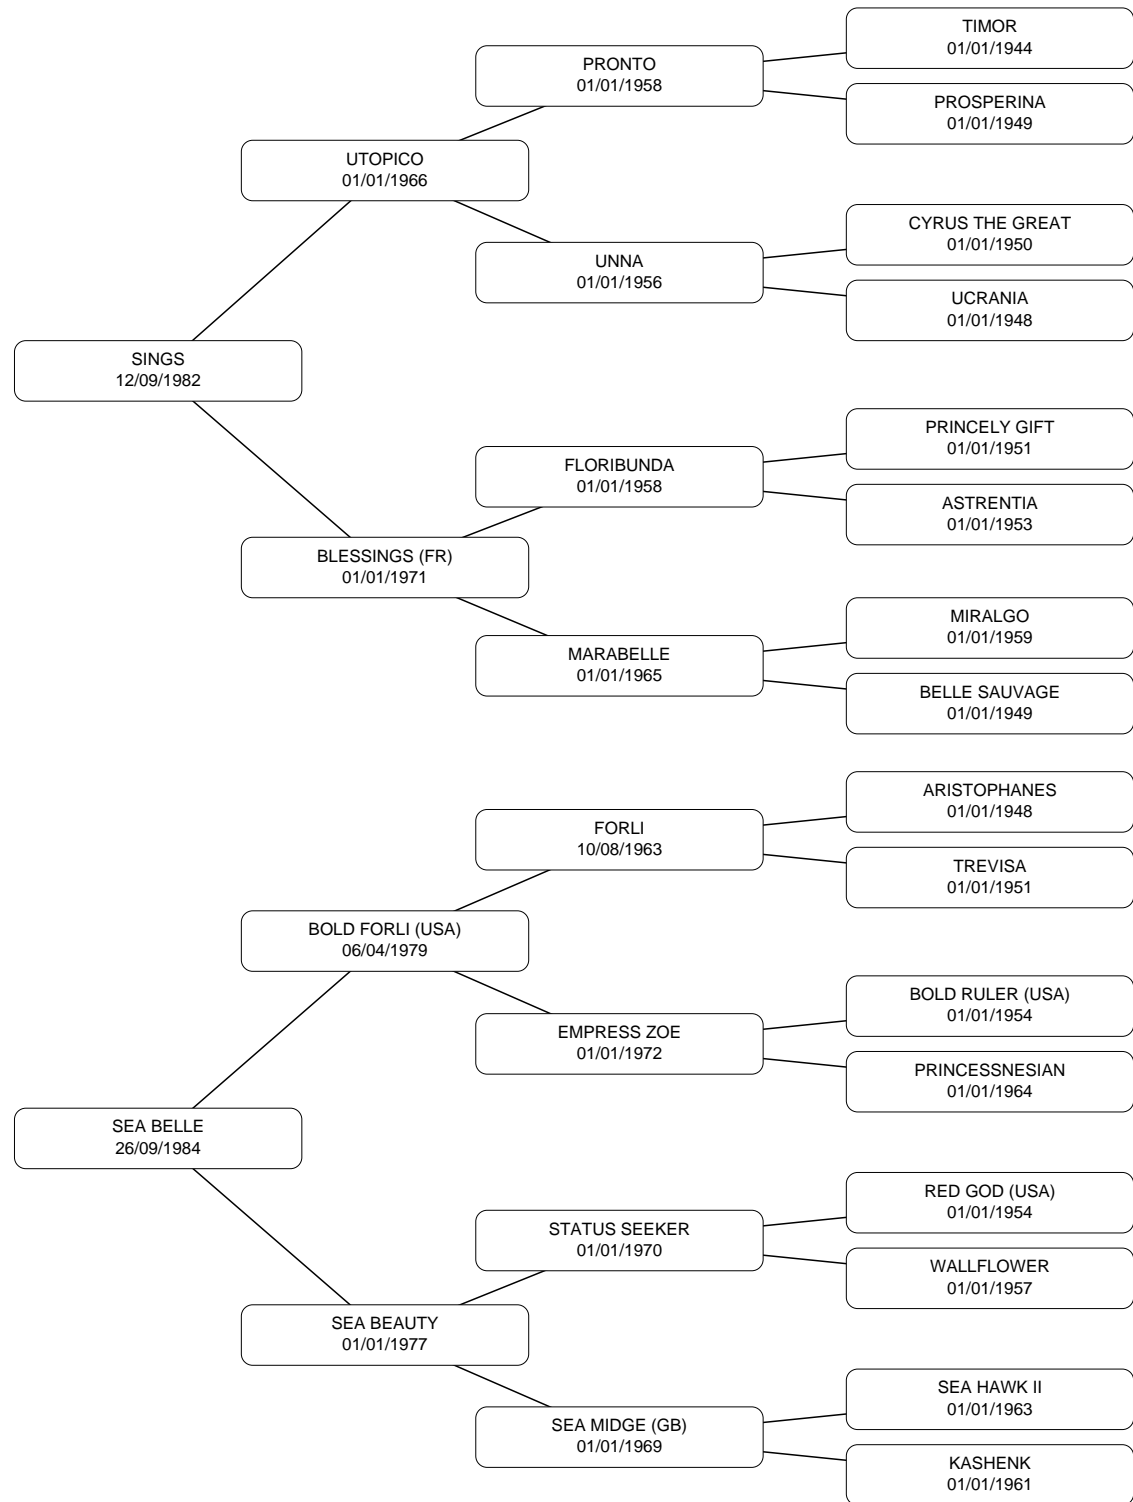 TIMOR
01/01/1944
PRONTO
01/01/1958
PROSPERINA
01/01/1949
UTOPICO
01/01/1966
CYRUS THE GREAT
01/01/1950
UNNA
01/01/1956
UCRANIA
01/01/1948
SINGS
12/09/1982
PRINCELY GIFT
01/01/1951
FLORIBUNDA
01/01/1958
ASTRENTIA
01/01/1953
BLESSINGS (FR)
01/01/1971
MIRALGO
01/01/1959
MARABELLE
01/01/1965
BELLE SAUVAGE
01/01/1949
ARISTOPHANES
01/01/1948
FORLI
10/08/1963
TREVISA
01/01/1951
BOLD FORLI (USA)
06/04/1979
BOLD RULER (USA)
01/01/1954
EMPRESS ZOE
01/01/1972
PRINCESSNESIAN
01/01/1964
SEA BELLE
26/09/1984
RED GOD (USA)
01/01/1954
STATUS SEEKER
01/01/1970
WALLFLOWER
01/01/1957
SEA BEAUTY
01/01/1977
SEA HAWK II
01/01/1963
SEA MIDGE (GB)
01/01/1969
KASHENK
01/01/1961